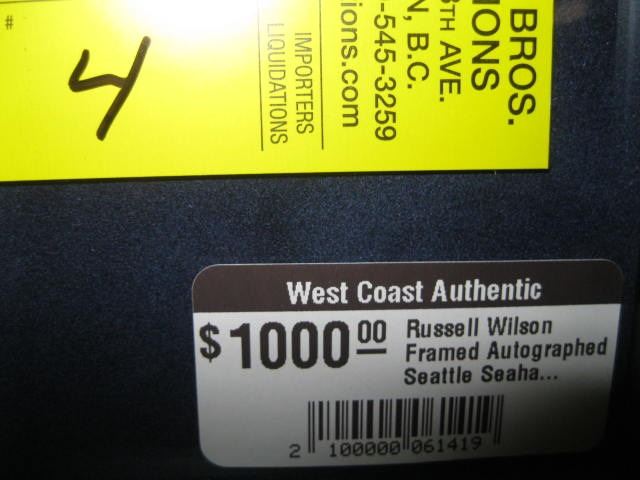 #
4
IMPORTERS
LIQUIDATIONS
BROS.
IONS
8TH AVE.
N, B.C.
-545-3259
ions.com
West Coast Authentic
$1000 00
Russell Wilson
Framed Autographed
Seattle Seaha...
2 100000 061419